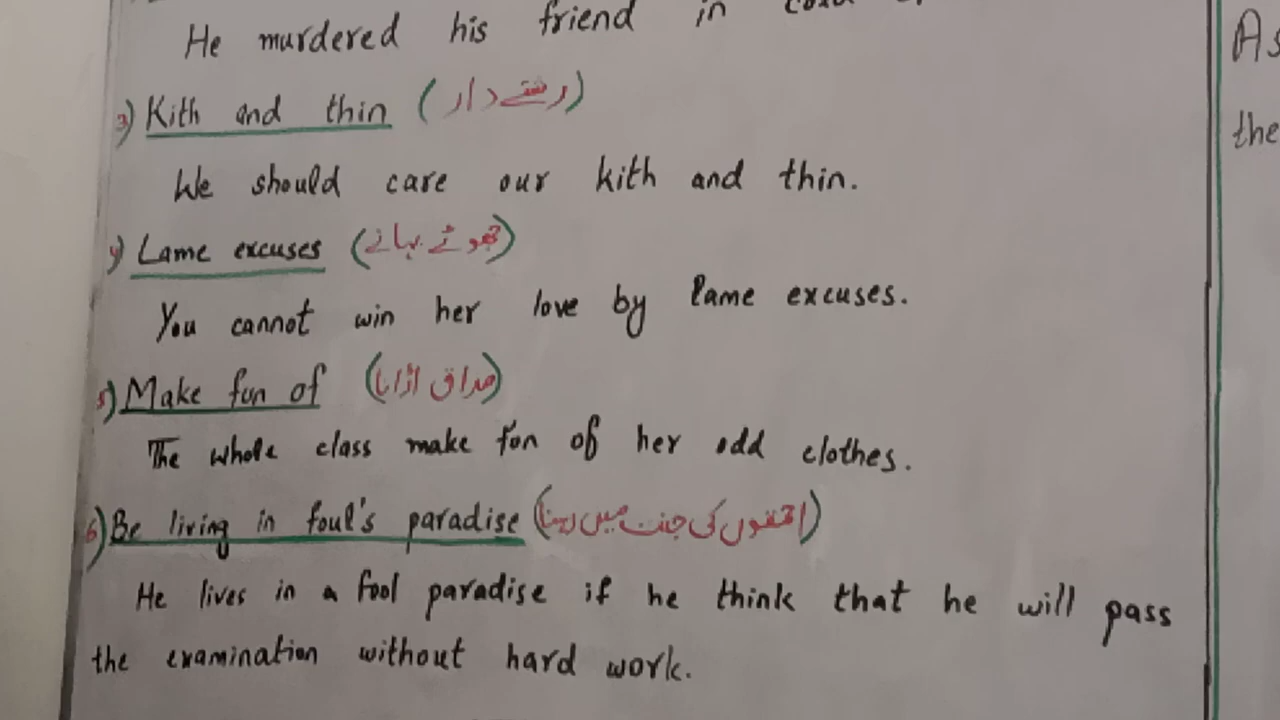 He murdered his friend in
3) Kith and thin (رشتے دار)
We should care our kith and thin.
4) Lame excuses (جھوٹے بہانے)
You cannot win her love by lame excuses.
5) Make fun of (مذاق اڑانا)
The whole class make fun of her odd clothes.
6) Be living in foul's paradise (احمقوں کی جنت میں رہنا)
He lives in a fool paradise if he think that he will pass
the examination without hard work.
As
the